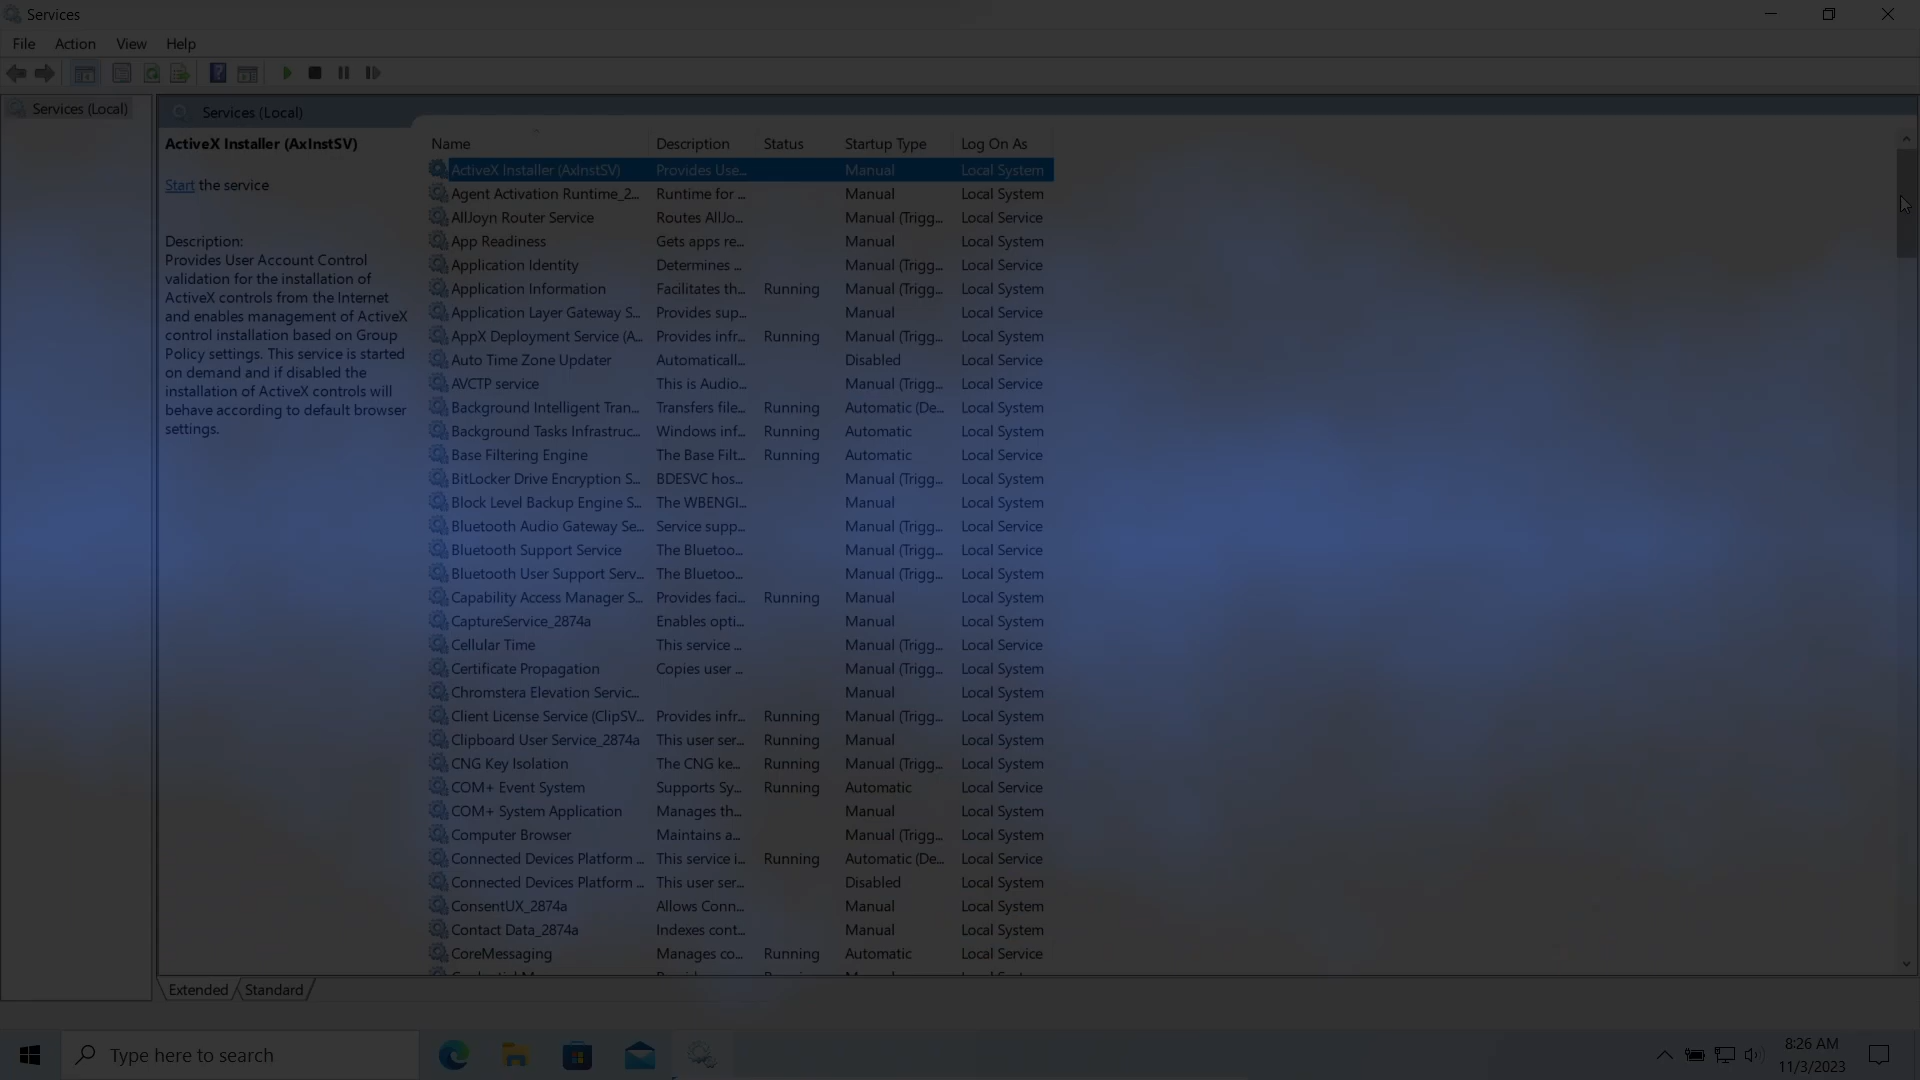 Services
File Action View Help
Services (Local)
Services (Local)
ActiveX Installer (AxInstSV)
Start the service
Description:
Provides User Account Control
validation for the installation of
ActiveX controls from the Internet
and enables management of ActiveX
control installation based on Group
Policy settings. This service is started
on demand and if disabled the
installation of ActiveX controls will
behave according to default browser
settings.
Name Description Status Startup Type Log On As
ActiveX Installer (AxInstSV) Provides Use... Manual Local System
Agent Activation Runtime_2... Runtime for ... Manual Local System
AllJoyn Router Service Routes AllJo... Manual (Trigg... Local Service
App Readiness Gets apps re... Manual Local System
Application Identity Determines ... Manual (Trigg... Local Service
Application Information Facilitates th... Running Manual (Trigg... Local System
Application Layer Gateway S... Provides sup... Manual Local Service
AppX Deployment Service (A... Provides infr... Running Manual (Trigg... Local System
Auto Time Zone Updater Automaticall... Disabled Local Service
AVCTP service This is Audio... Manual (Trigg... Local Service
Background Intelligent Tran... Transfers file... Running Automatic (De... Local System
Background Tasks Infrastruc... Windows inf... Running Automatic Local System
Base Filtering Engine The Base Filt... Running Automatic Local Service
BitLocker Drive Encryption S... BDESVC hos... Manual (Trigg... Local System
Block Level Backup Engine S... The WBENGI... Manual Local System
Bluetooth Audio Gateway Se... Service supp... Manual (Trigg... Local Service
Bluetooth Support Service The Bluetoo... Manual (Trigg... Local Service
Bluetooth User Support Serv... The Bluetoo... Manual (Trigg... Local System
Capability Access Manager S... Provides faci... Running Manual Local System
CaptureService_2874a Enables opti... Manual Local System
Cellular Time This service ... Manual (Trigg... Local Service
Certificate Propagation Copies user ... Manual (Trigg... Local System
Chromstera Elevation Servic... Manual Local System
Client License Service (ClipSV... Provides infr... Running Manual (Trigg... Local System
Clipboard User Service_2874a This user ser... Running Manual Local System
CNG Key Isolation The CNG ke... Running Manual (Trigg... Local System
COM+ Event System Supports Sy... Running Automatic Local Service
COM+ System Application Manages th... Manual Local System
Computer Browser Maintains a... Manual (Trigg... Local System
Connected Devices Platform ... This service i... Running Automatic (De... Local Service
Connected Devices Platform ... This user ser... Disabled Local System
ConsentUX_2874a Allows Conn... Manual Local System
Contact Data_2874a Indexes cont... Manual Local System
CoreMessaging Manages co... Running Automatic Local Service
Extended Standard
Type here to search
8:26 AM
11/3/2023